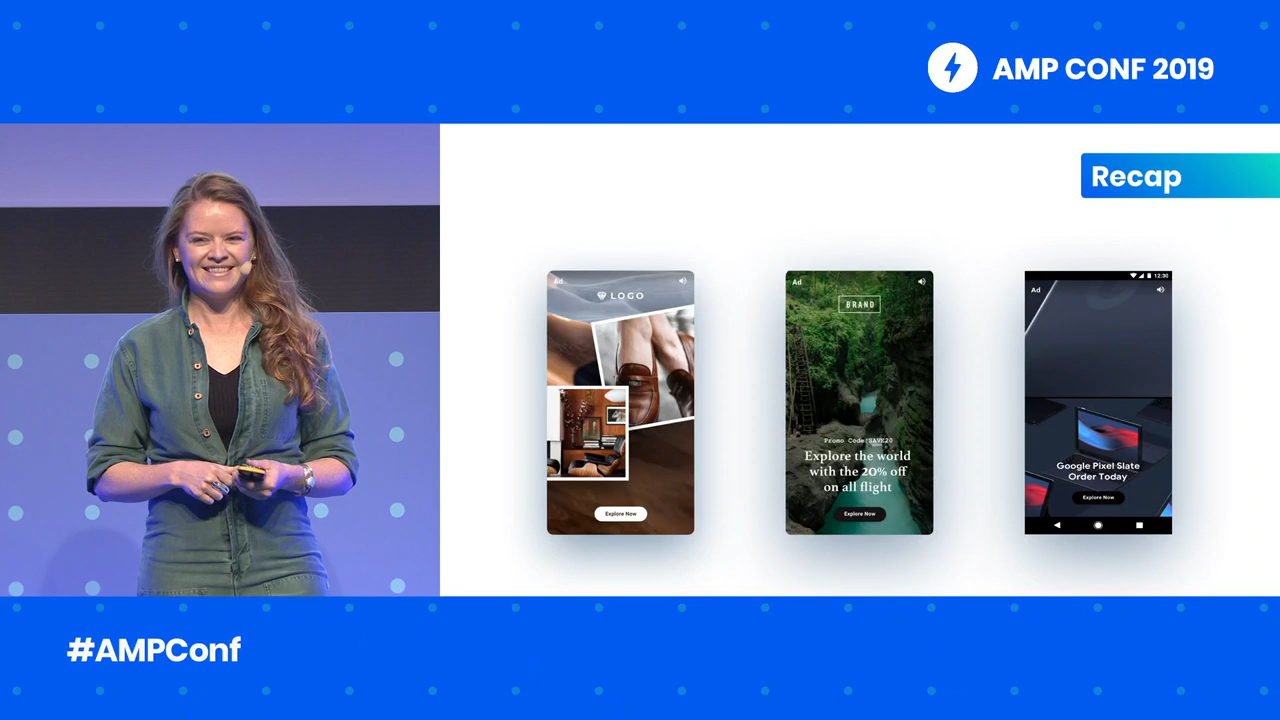 AMP CONF 2019
Recap
Ad
LOGO
Explore Now
Ad
BRAND
Promo Code: SAVE20
Explore the world
with the 20% off
on all flight
Explore Now
12:30
Ad
Google Pixel Slate
Order Today
Explore Now
#AMPConf